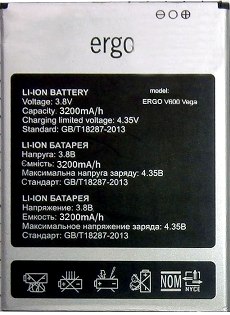 ergo
LI-ION BATTERY
model:
Voltage: 3.8V
ERGO V600 Vega
Capacity. 3200mA/h
Charging limited voltage: 4.35V
Standard: GB/T18287-2013
LI-ION БАТАРЕЯ
Напруга: 3.8В
Ємність: 3200mA/h
Максимальна напруга заряду: 4.35В
Стандарт: GB/T18287-2013
LI-ION БАТАРЕЯ
Напряжение: 3.8В
Емкость: 3200mA/h
Максимальное напряжение заряда: 4.35В
Стандарт: GB/T18287-2013
NOM
NYCE